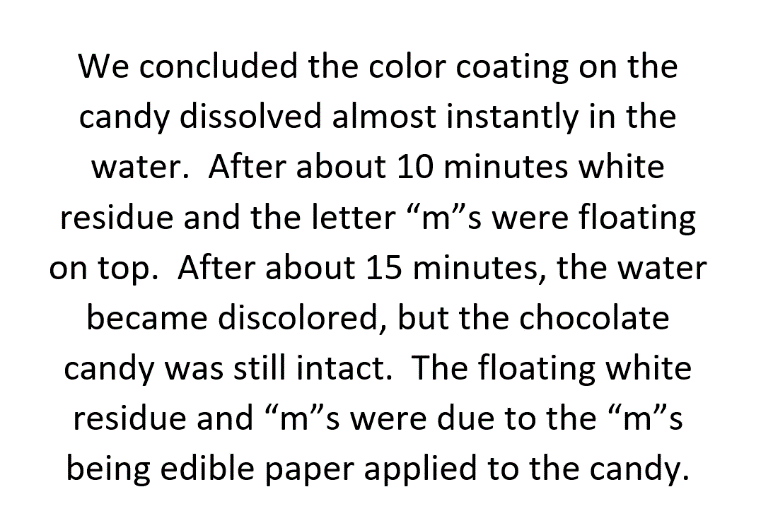 We concluded the color coating on the
candy dissolved almost instantly in the
water.  After about 10 minutes white
residue and the letter “m”s were floating
on top.  After about 15 minutes, the water
became discolored, but the chocolate
candy was still intact.  The floating white
residue and “m”s were due to the “m”s
being edible paper applied to the candy.